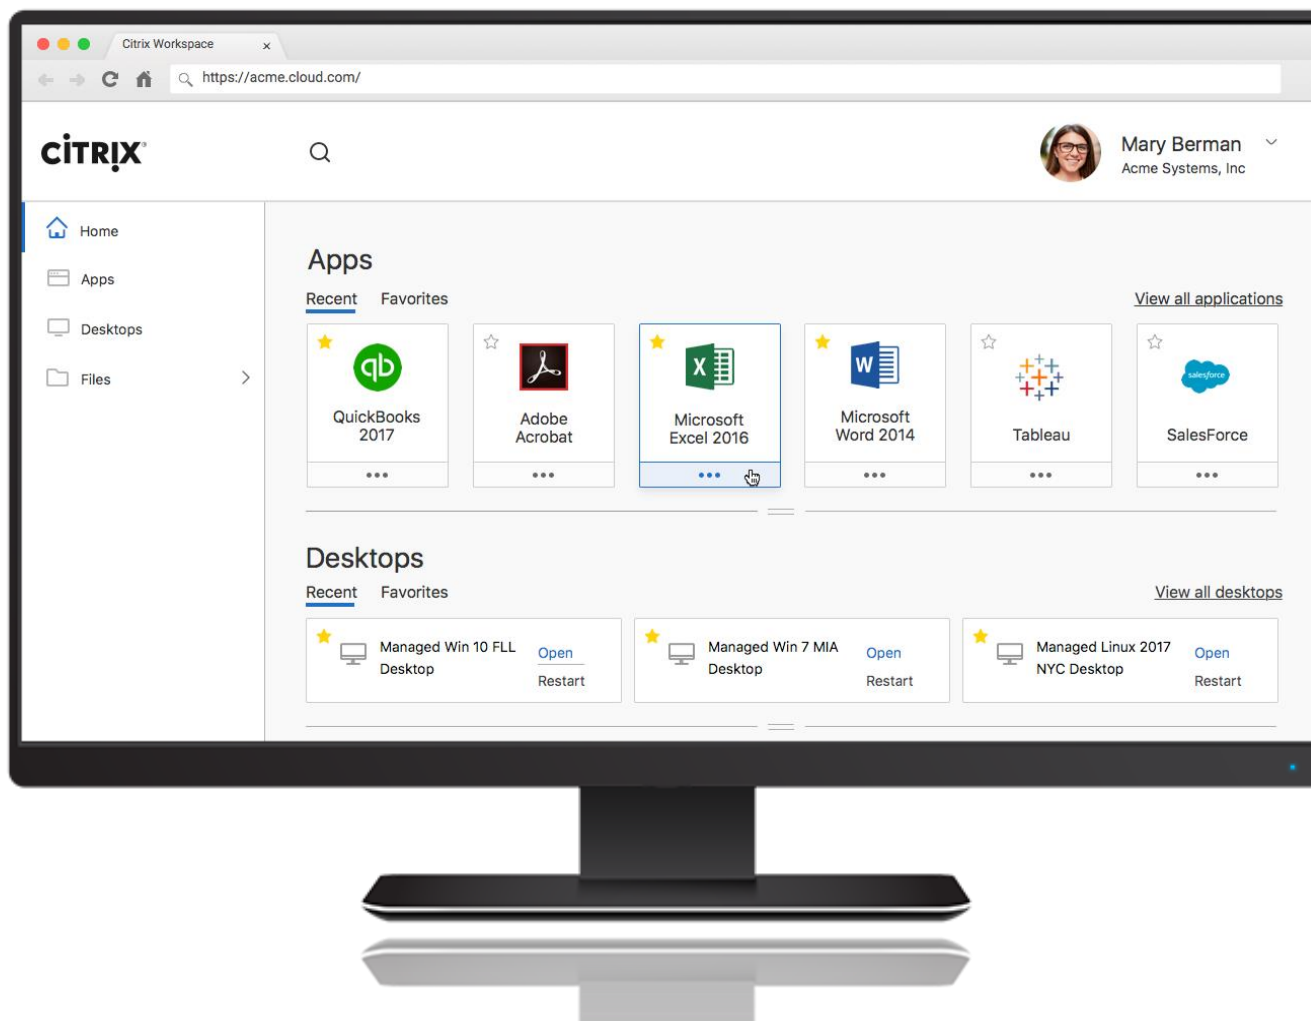 Citrix Workspace
https://acme.cloud.com/
CİTRIX
Mary Berman
Acme Systems, Inc
Home
Apps
Desktops
Files
Apps
Recent Favorites View all applications
QuickBooks
2017
Adobe
Acrobat
Microsoft
Excel 2016
Microsoft
Word 2014
Tableau
salesforce
SalesForce
Desktops
Recent Favorites View all desktops
Managed Win 10 FLL
Desktop
Open
Restart
Managed Win 7 MIA
Desktop
Open
Restart
Managed Linux 2017
NYC Desktop
Open
Restart